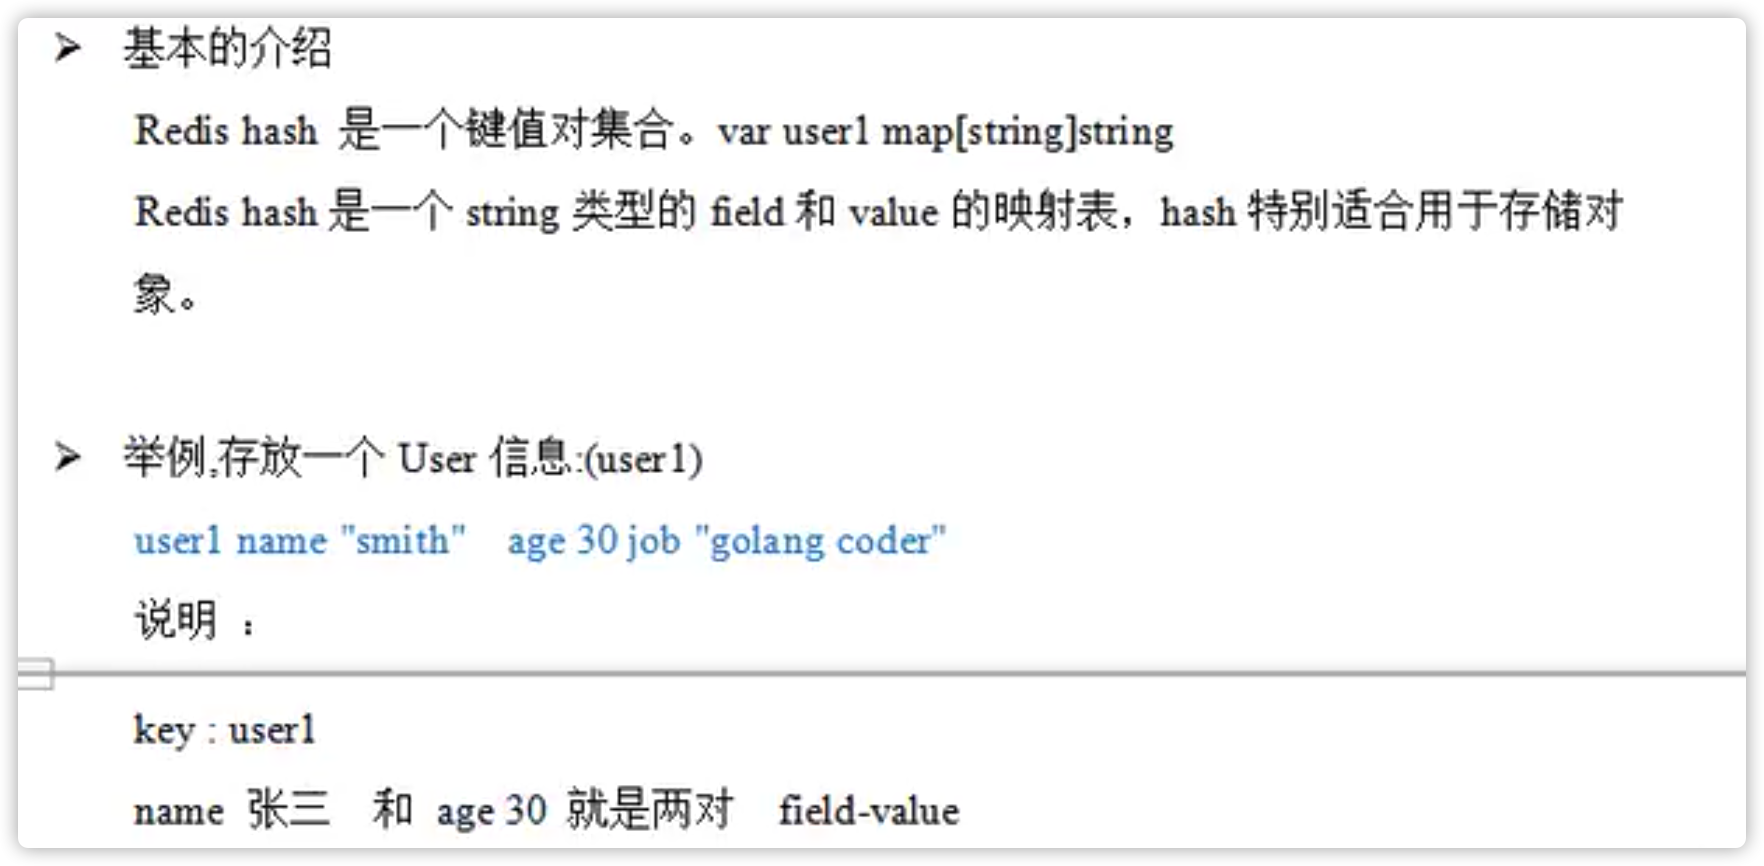 ➢ 基本的介绍
Redis hash 是一个键值对集合。var user1 map[string]string
Redis hash 是一个 string 类型的 field 和 value 的映射表，hash 特别适合用于存储对
象。
➢ 举例,存放一个 User 信息:(user1)
user1 name "smith" age 30 job "golang coder"
说明 ：
key : user1
name 张三 和 age 30 就是两对 field-value